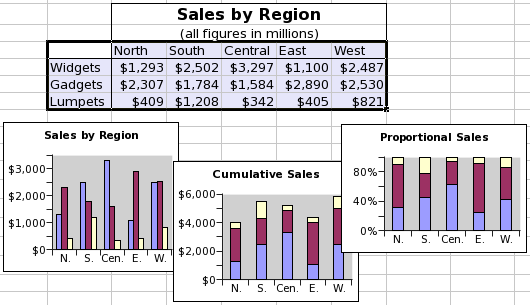 Sales by Region
(all figures in millions)
North South Central East West
Widgets $1,293 $2,502 $3,297 $1,100 $2,487
Gadgets $2,307 $1,784 $1,584 $2,890 $2,530
Lumpets $409 $1,208 $342 $405 $821
Sales by Region
$3,000
$2,000
$1,000
$0
N. S. Cen. E. W.
Cumulative Sales
$6,000
$4,000
$2,000
$0
N. S. Cen. E. W.
Proportional Sales
80%
40%
0%
N. S. Cen. E. W.